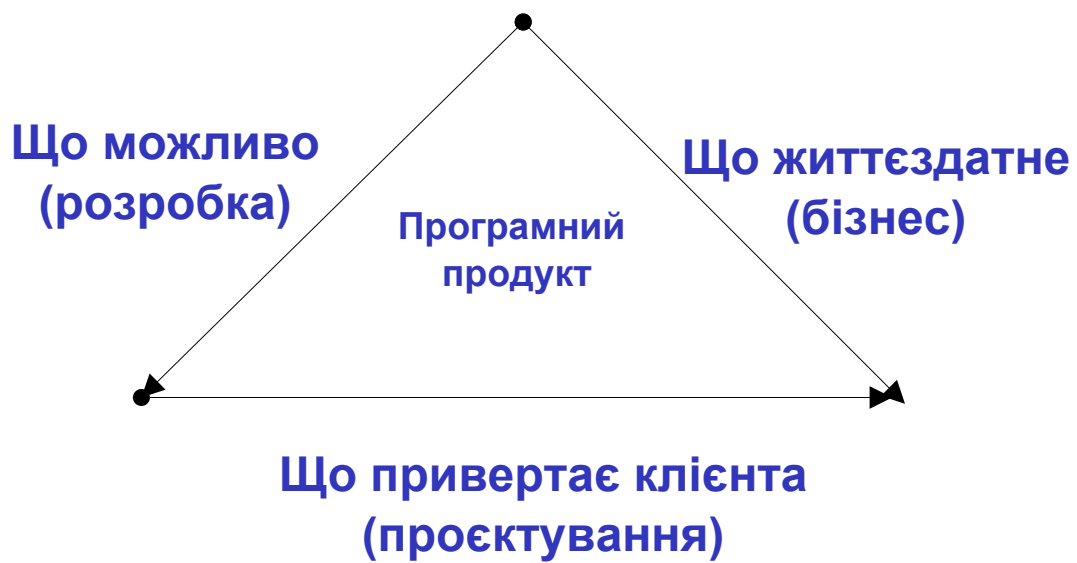 Що можливо
(розробка)
Що життєздатне
(бізнес)
Програмний
продукт
Що привертає клієнта
(проєктування)